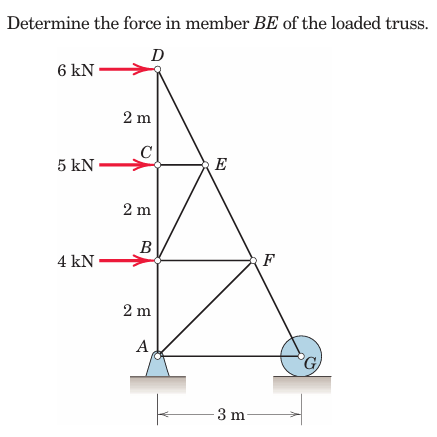 Determine the force in member BE of the loaded truss.
D
6 kN
2 m
C
5 kN
E
2 m
B
4 kN
F
2 m
A
G
3 m